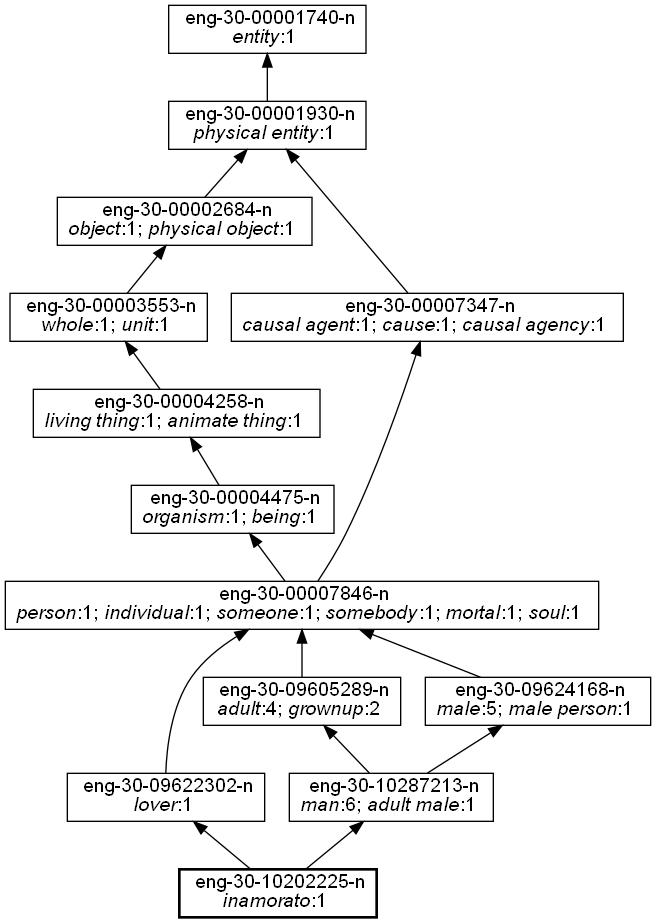 eng-30-00001740-n
entity:1
eng-30-00001930-n
physical entity:1
eng-30-00002684-n
object:1; physical object:1
eng-30-00003553-n
whole:1; unit:1
eng-30-00007347-n
causal agent:1; cause:1; causal agency:1
eng-30-00004258-n
living thing:1; animate thing:1
eng-30-00004475-n
organism:1; being:1
eng-30-00007846-n
person:1; individual:1; someone:1; somebody:1; mortal:1; soul:1
eng-30-09605289-n
adult:4; grownup:2
eng-30-09624168-n
male:5; male person:1
eng-30-09622302-n
lover:1
eng-30-10287213-n
man:6; adult male:1
eng-30-10202225-n
inamorato:1